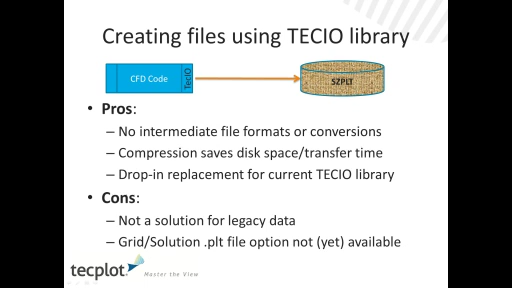 Creating files using TECIO library
CFD Code
TecIO
SZPLT
• Pros:
– No intermediate file formats or conversions
– Compression saves disk space/transfer time
– Drop-in replacement for current TECIO library
• Cons:
– Not a solution for legacy data
– Grid/Solution .plt file option not (yet) available
tecplot. Master the View